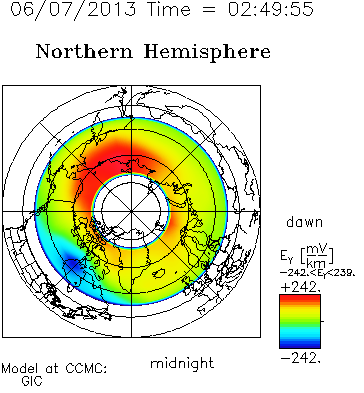 06/07/2013 Time = 02:49:55
Northern Hemisphere
dawn
E_Y [mV/km]
-242.<E_Y<239.
+242.
-242.
midnight
Model at CCMC:
GIC